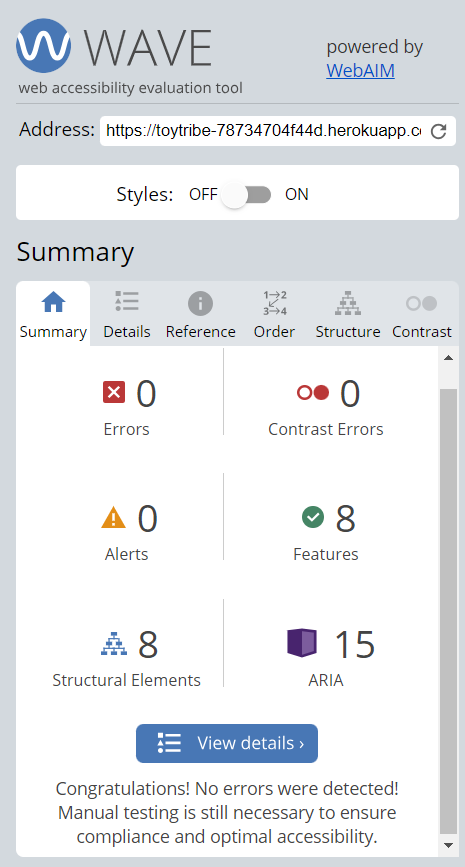 WAVE
web accessibility evaluation tool
powered by
WebAIM
Address: https://toytribe-78734704f44d.herokuapp.c
Styles: OFF ON
Summary
1 2
3 4
Summary Details Reference Order Structure Contrast
0 0
Errors Contrast Errors
0 8
Alerts Features
8 15
Structural Elements ARIA
View details ›
Congratulations! No errors were detected!
Manual testing is still necessary to ensure
compliance and optimal accessibility.